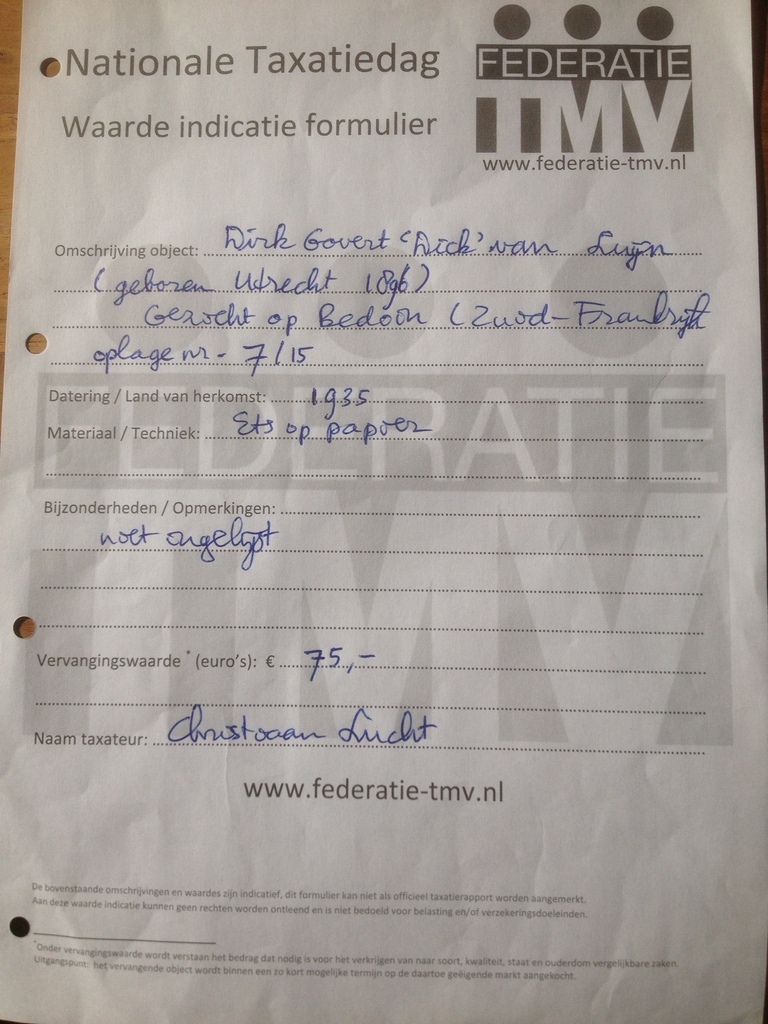 Nationale Taxatiedag
Waarde indicatie formulier
FEDERATIE
TMV
www.federatie-tmv.nl
Omschrijving object: Dirk Govert 'Dick' van Luijn
(geboren Utrecht 1896)
Gezicht op Bedoin (Zuid-Frankrijk
oplage nr - 7/15
Datering / Land van herkomst: 1935
Materiaal / Techniek: Ets op papier
Bijzonderheden / Opmerkingen:
niet ingelijst
Vervangingswaarde * (euro's): € 75,-
Naam taxateur: Christiaan Lucht
www.federatie-tmv.nl
De bovenstaande omschrijvingen en waardes zijn indicatief, dit formulier kan niet als officieel taxatierapport worden aangemerkt.
Aan deze waarde indicatie kunnen geen rechten worden ontleend en is niet bedoeld voor belasting en/of verzekeringsdoeleinden.
*Onder vervangingswaarde wordt verstaan het bedrag dat nodig is voor het verkrijgen van naar soort, kwaliteit, staat en ouderdom vergelijkbare zaken.
Uitgangspunt: het vervangende object wordt binnen een zo kort mogelijke termijn op de daartoe geëigende markt aangekocht.